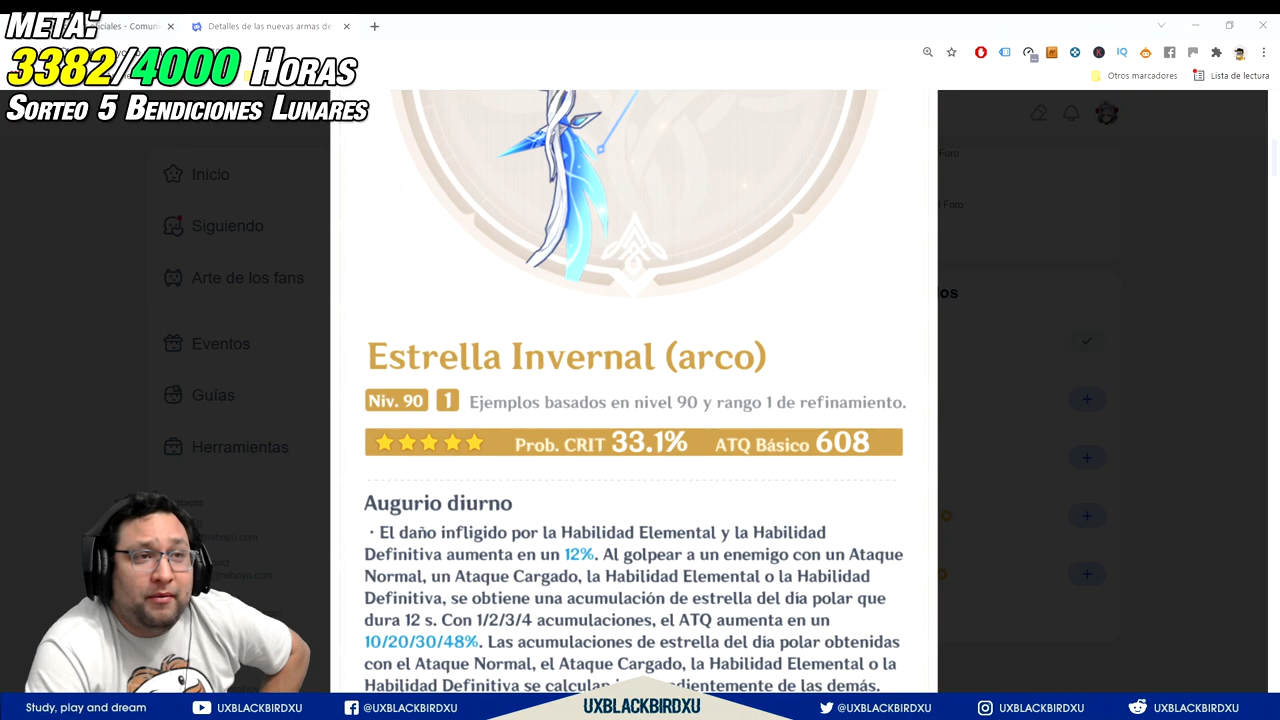 META:
3382/4000 HORAS
SORTEO 5 BENDICIONES LUNARES
Detalles de las nuevas armas de
Otros marcadores
Lista de lectura
Foro
Foro
Inicio
Siguiendo
Arte de los fans
Eventos
Guías
Herramientas
Estrella Invernal (arco)
Niv. 90 1 Ejemplos basados en nivel 90 y rango 1 de refinamiento.
Prob. CRIT 33.1% ATQ Básico 608
Augurio diurno
· El daño infligido por la Habilidad Elemental y la Habilidad
Definitiva aumenta en un 12%. Al golpear a un enemigo con un Ataque
Normal, un Ataque Cargado, la Habilidad Elemental o la Habilidad
Definitiva, se obtiene una acumulación de estrella del día polar que
dura 12 s. Con 1/2/3/4 acumulaciones, el ATQ aumenta en un
10/20/30/48%. Las acumulaciones de estrella del día polar obtenidas
con el Ataque Normal, el Ataque Cargado, la Habilidad Elemental o la
Habilidad Definitiva se calculan de las demás.
Study, play and dream
UXBLACKBIRDXU
@UXBLACKBIRDXU
UXBLACKBIRDXU
@UXBLACKBIRDXU
UXBLACKBIRDXU
UXBLACKBIRDXU